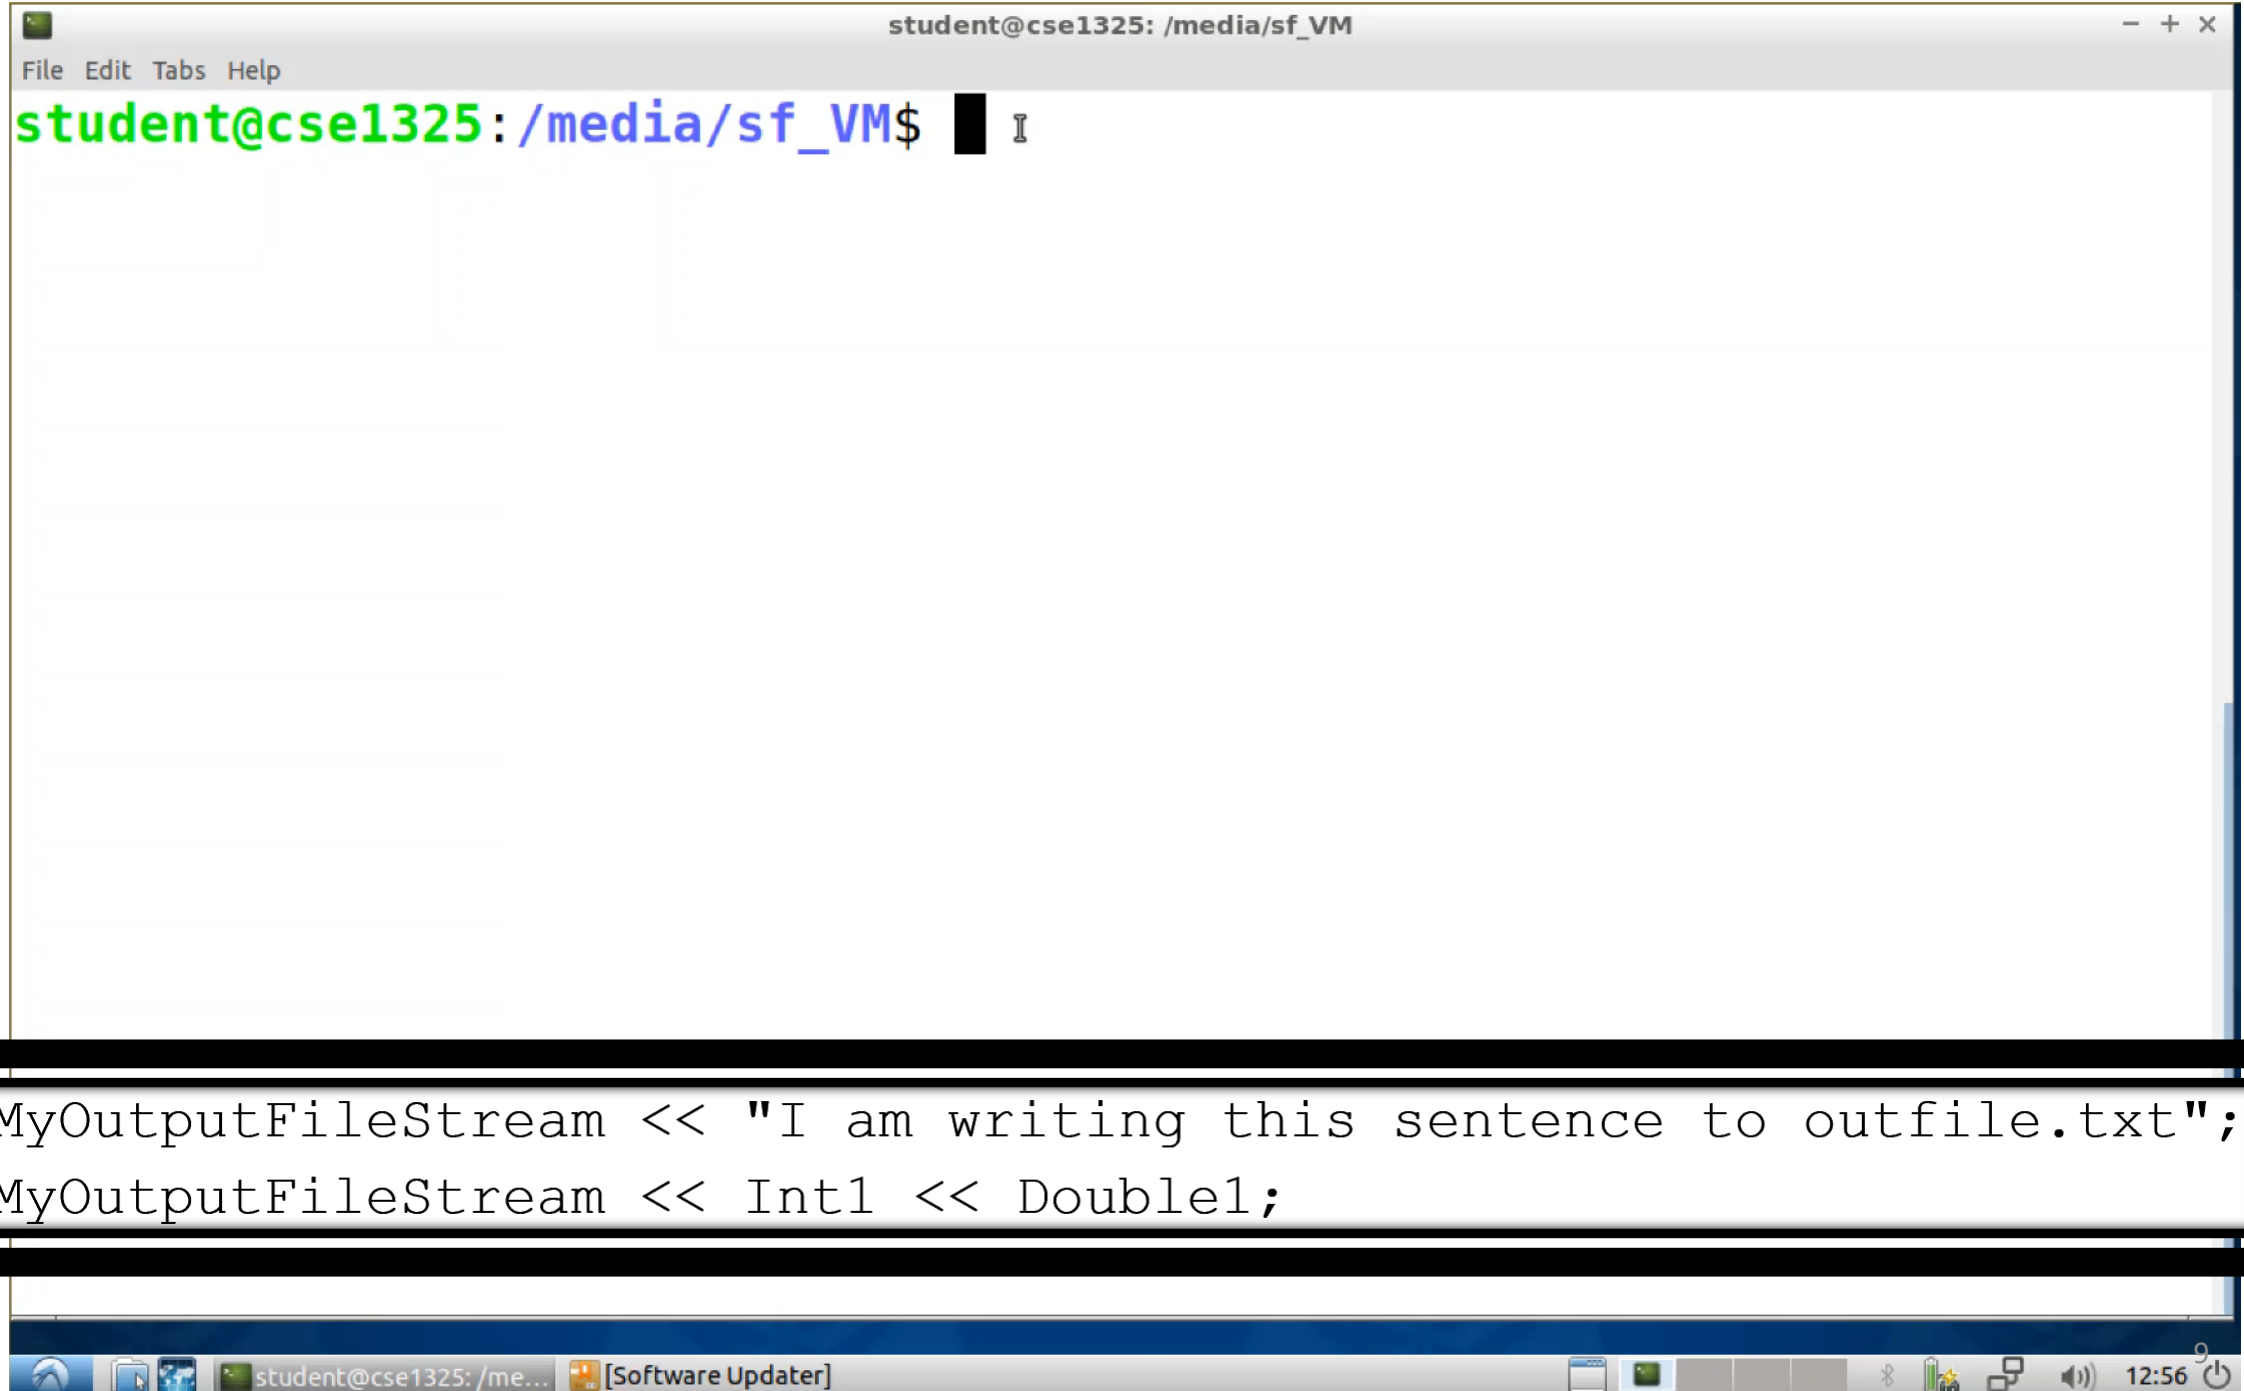 student@cse1325: /media/sf_VM
File Edit Tabs Help
student@cse1325:/media/sf_VM$
MyOutputFileStream << "I am writing this sentence to outfile.txt";
MyOutputFileStream << Int1 << Double1;
9
student@cse1325: /me... [Software Updater] 12:56